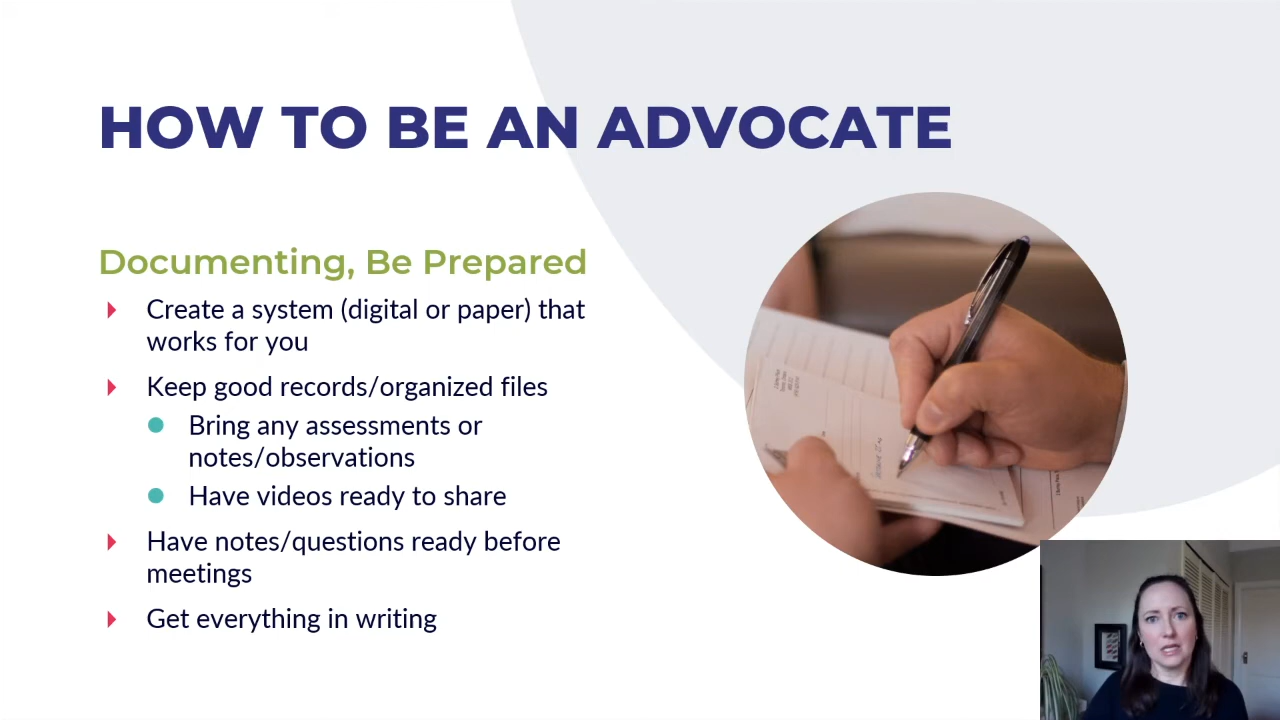 HOW TO BE AN ADVOCATE
Documenting, Be Prepared
Create a system (digital or paper) that
works for you
Keep good records/organized files
Bring any assessments or
notes/observations
Have videos ready to share
Have notes/questions ready before
meetings
Get everything in writing